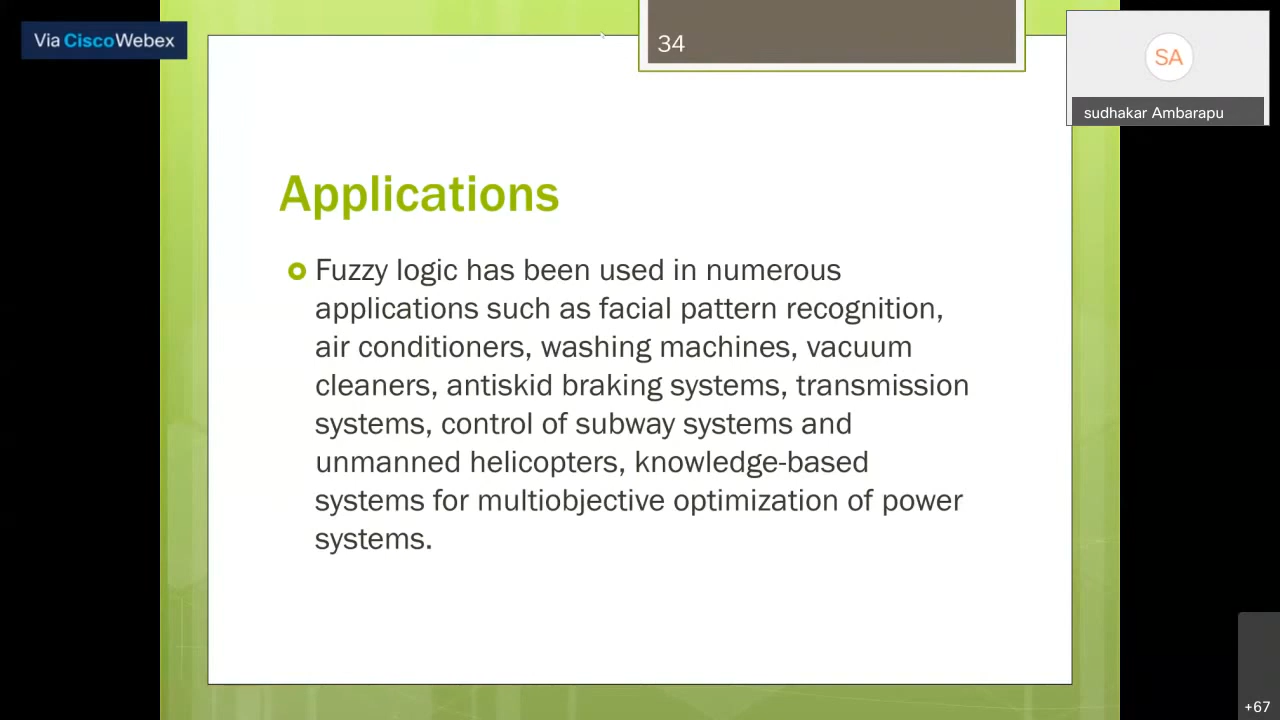 Via Cisco Webex
34
SA
sudhakar Ambarapu
Applications
Fuzzy logic has been used in numerous
applications such as facial pattern recognition,
air conditioners, washing machines, vacuum
cleaners, antiskid braking systems, transmission
systems, control of subway systems and
unmanned helicopters, knowledge-based
systems for multiobjective optimization of power
systems.
+67